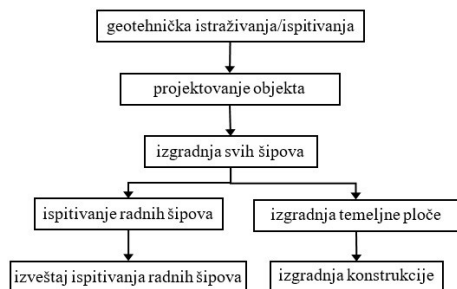 geotehnička istraživanja/ispitivanja
projektovanje objekta
izgradnja svih šipova
ispitivanje radnih šipova
izgradnja temeljne ploče
izveštaj ispitivanja radnih šipova
izgradnja konstrukcije